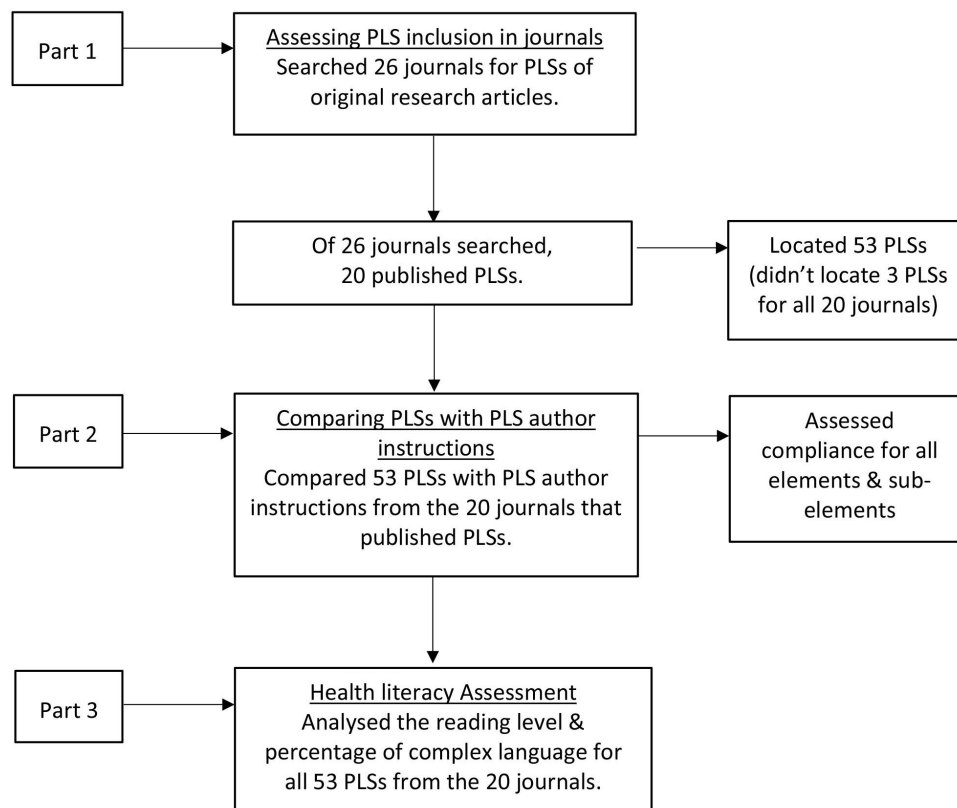 Part 1
Assessing PLS inclusion in journals
Searched 26 journals for PLSs of
original research articles.
Of 26 journals searched,
20 published PLSs.
Located 53 PLSs
(didn’t locate 3 PLSs
for all 20 journals)
Part 2
Comparing PLSs with PLS author
instructions
Compared 53 PLSs with PLS author
instructions from the 20 journals that
published PLSs.
Assessed
compliance for all
elements & sub-
elements
Part 3
Health literacy Assessment
Analysed the reading level &
percentage of complex language for
all 53 PLSs from the 20 journals.